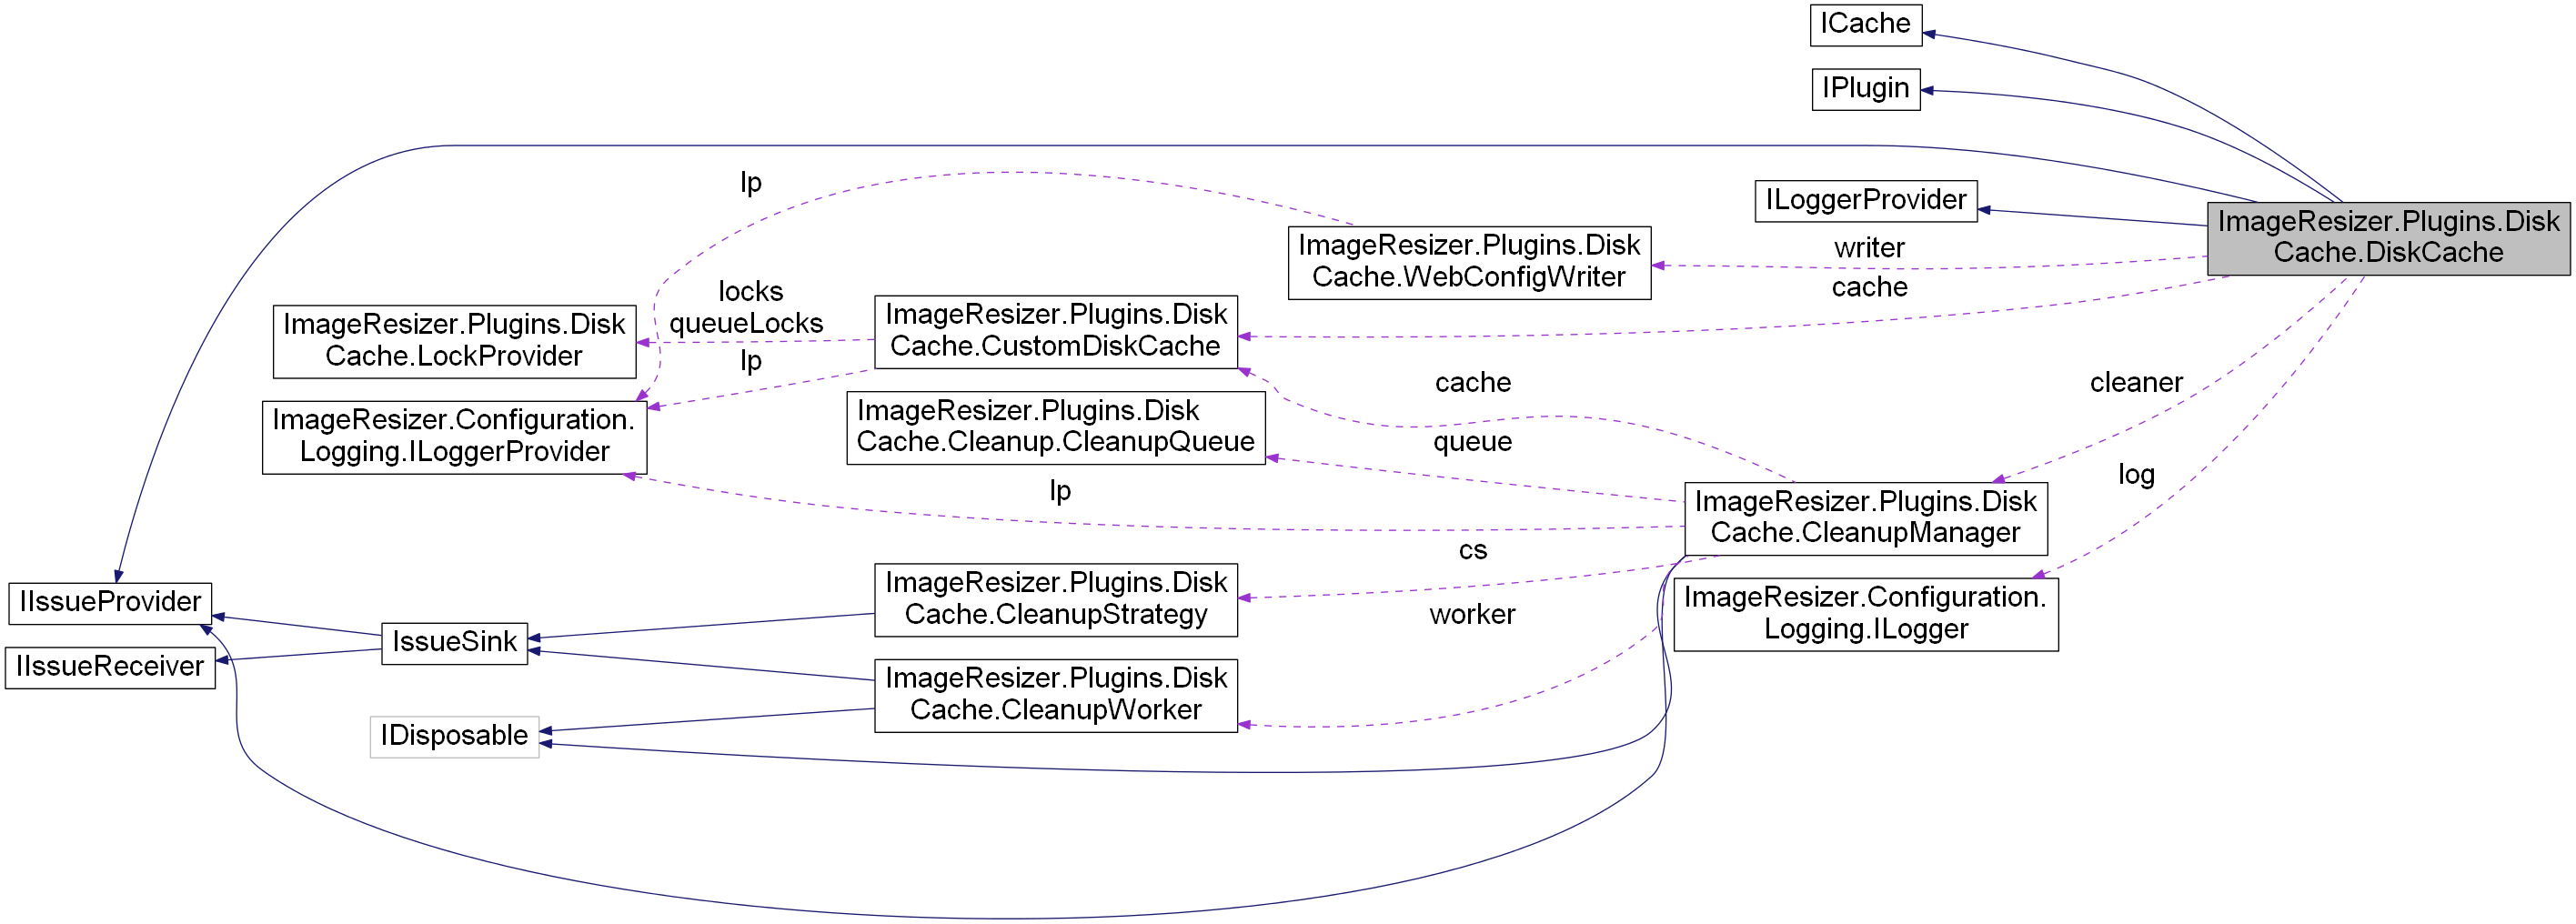 ICache
IPlugin
lp
ILoggerProvider
ImageResizer.Plugins.Disk
Cache.DiskCache
ImageResizer.Plugins.Disk
Cache.WebConfigWriter
writer
cache
locks
queueLocks
lp
ImageResizer.Plugins.Disk
Cache.LockProvider
ImageResizer.Plugins.Disk
Cache.CustomDiskCache
ImageResizer.Configuration.
Logging.ILoggerProvider
ImageResizer.Plugins.Disk
Cache.Cleanup.CleanupQueue
cache
queue
cleaner
log
lp
ImageResizer.Plugins.Disk
Cache.CleanupManager
cs
worker
ImageResizer.Plugins.Disk
Cache.CleanupStrategy
ImageResizer.Configuration.
Logging.ILogger
IIssueProvider
IssueSink
IIssueReceiver
ImageResizer.Plugins.Disk
Cache.CleanupWorker
IDisposable